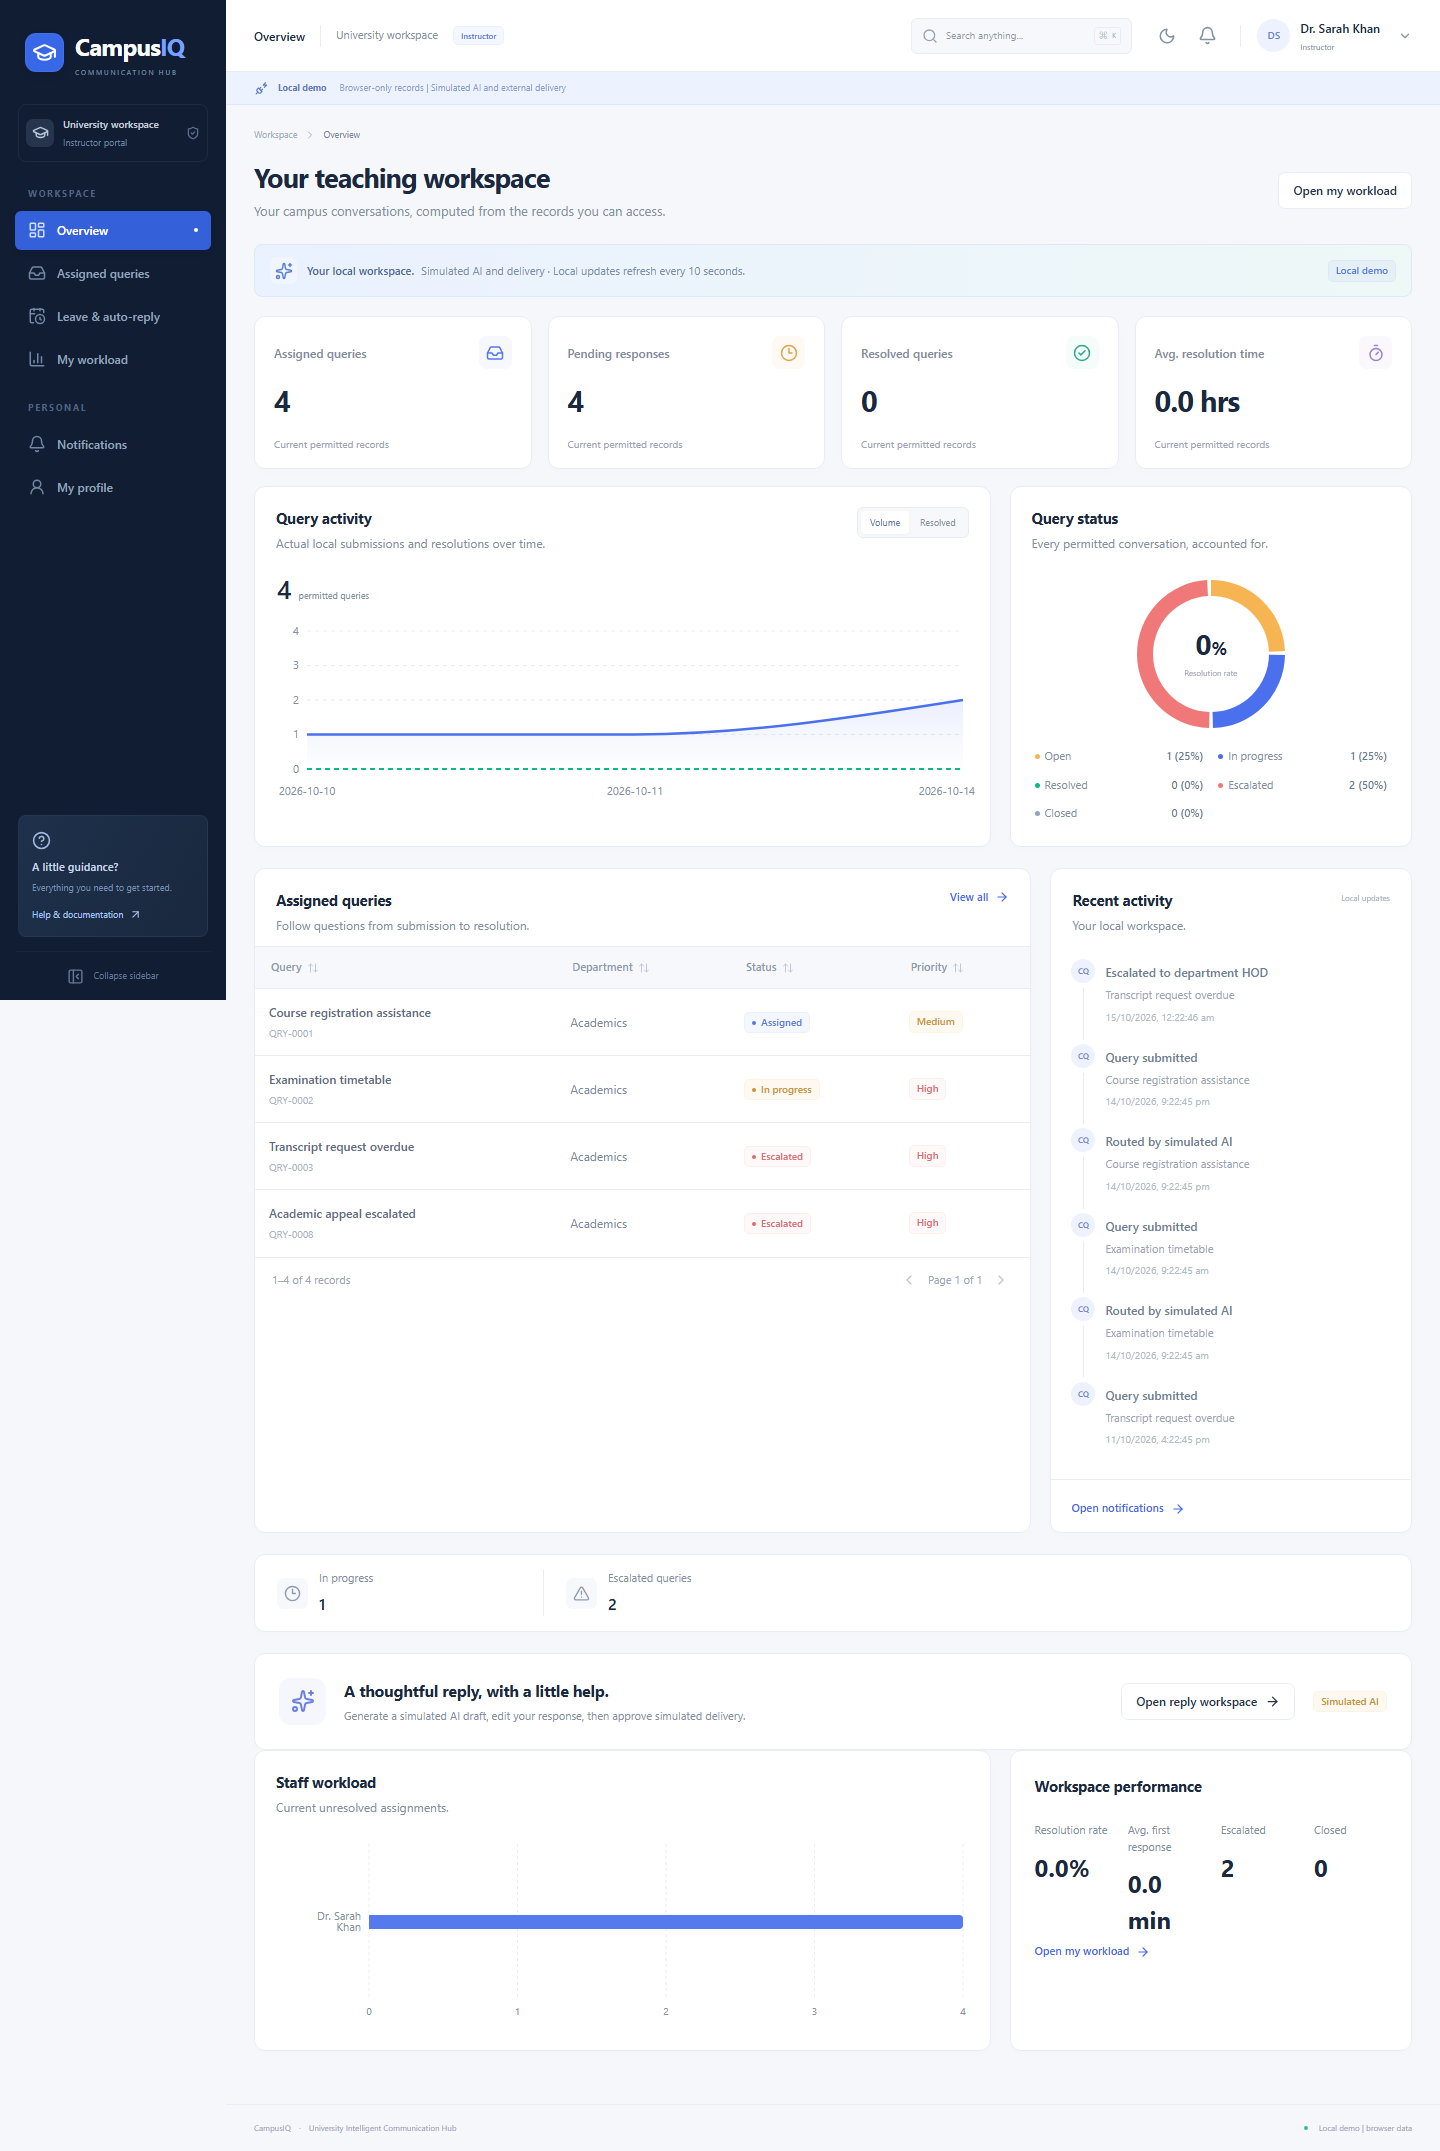 CampusIQ
COMMUNICATION HUB
University workspace
Instructor portal
WORKSPACE
Overview
Assigned queries
Leave & auto-reply
My workload
PERSONAL
Notifications
My profile
A little guidance?
Everything you need to get started.
Help & documentation
Collapse sidebar
Overview
University workspace
Instructor
Search anything...
⌘ K
DS
Dr. Sarah Khan
Instructor
Local demo
Browser-only records | Simulated AI and external delivery
Workspace
Overview
Your teaching workspace
Your campus conversations, computed from the records you can access.
Open my workload
Your local workspace. Simulated AI and delivery · Local updates refresh every 10 seconds.
Local demo
Assigned queries
4
Current permitted records
Pending responses
4
Current permitted records
Resolved queries
0
Current permitted records
Avg. resolution time
0.0 hrs
Current permitted records
Query activity
Actual local submissions and resolutions over time.
Volume
Resolved
4 permitted queries
4
3
2
1
0
2026-10-10
2026-10-11
2026-10-14
Query status
Every permitted conversation, accounted for.
0%
Resolution rate
Open 1 (25%)
In progress 1 (25%)
Resolved 0 (0%)
Escalated 2 (50%)
Closed 0 (0%)
Assigned queries
Follow questions from submission to resolution.
View all
Query
Department
Status
Priority
Course registration assistance
QRY-0001
Academics
Assigned
Medium
Examination timetable
QRY-0002
Academics
In progress
High
Transcript request overdue
QRY-0003
Academics
Escalated
High
Academic appeal escalated
QRY-0008
Academics
Escalated
High
1–4 of 4 records
Page 1 of 1
Recent activity
Local updates
Your local workspace.
CQ
Escalated to department HOD
Transcript request overdue
15/10/2026, 12:22:46 am
CQ
Query submitted
Course registration assistance
14/10/2026, 9:22:45 pm
CQ
Routed by simulated AI
Course registration assistance
14/10/2026, 9:22:45 pm
CQ
Query submitted
Examination timetable
14/10/2026, 9:22:45 am
CQ
Routed by simulated AI
Examination timetable
14/10/2026, 9:22:45 am
CQ
Query submitted
Transcript request overdue
11/10/2026, 4:22:45 pm
Open notifications
In progress
1
Escalated queries
2
A thoughtful reply, with a little help.
Generate a simulated AI draft, edit your response, then approve simulated delivery.
Open reply workspace
Simulated AI
Staff workload
Current unresolved assignments.
Dr. Sarah
Khan
0
1
2
3
4
Workspace performance
Resolution rate
0.0%
Avg. first
response
0.0
min
Escalated
2
Closed
0
Open my workload
CampusIQ · University Intelligent Communication Hub
Local demo | browser data